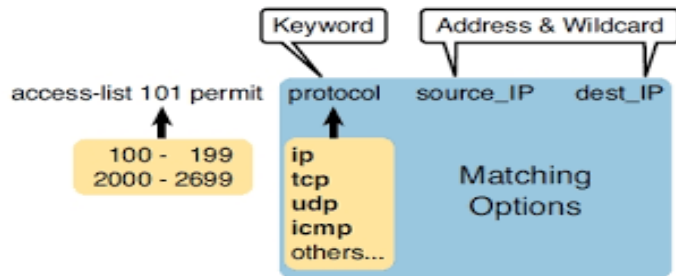 Keyword
Address & Wildcard
access-list 101 permit protocol source_IP dest_IP
100 - 199
2000 - 2699
ip
tcp
udp
icmp
others...
Matching
Options